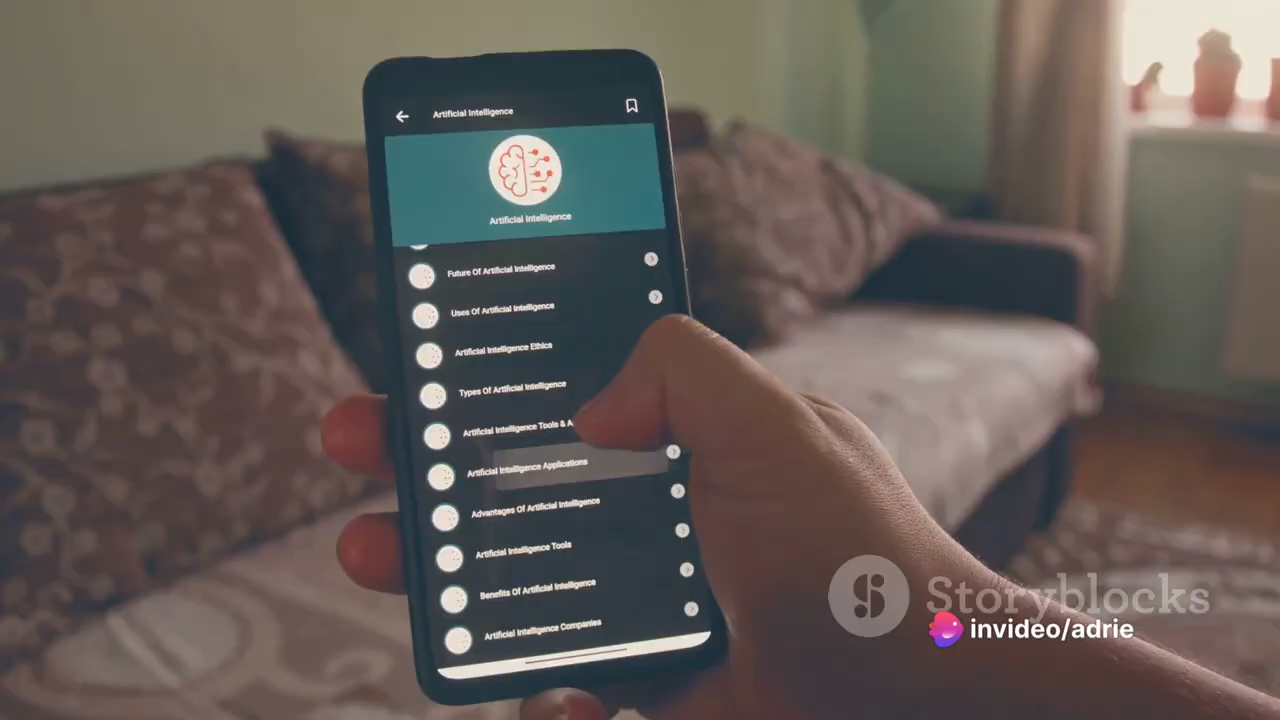 Artificial Intelligence
Artificial Intelligence
Future Of Artificial Intelligence
Uses Of Artificial Intelligence
Artificial Intelligence Ethics
Types Of Artificial Intelligence
Artificial Intelligence Tools & A
Artificial Intelligence Applications
Advantages Of Artificial Intelligence
Artificial Intelligence Tools
Benefits Of Artificial Intelligence
Artificial Intelligence Companies
Storyblocks
invideo/adrie